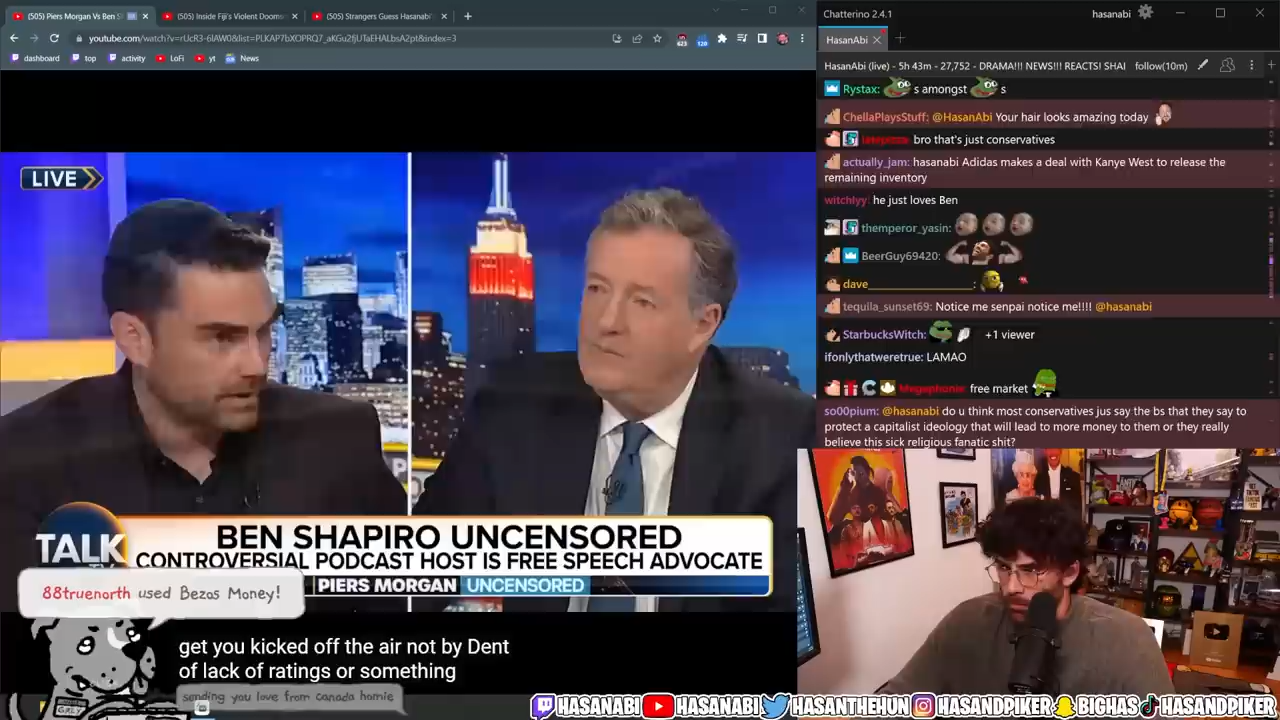 (505) Piers Morgan Vs Ben S
(505) Inside Fiji's Violent Dooms
(505) Strangers Guess Hasanabi'
youtube.com/watch?v=rUcR3-6lAW0&list=PLKAP7bXOPRQ7_aKGu2fjUTaEHALbsA2pt&index=3
dashboard
top
activity
LoFi
yt
News
Chatterino 2.4.1
hasanabi
HasanAbi
HasanAbi (live) - 5h 43m - 27,752 - DRAMA!!! NEWS!!! REACTS! SHAI
follow(10m)
Rystax: s amongst s
ChellaPlaysStuff: @HasanAbi Your hair looks amazing today
bro that's just conservatives
actually_jam: hasanabi Adidas makes a deal with Kanye West to release the
remaining inventory
witchlyy: he just loves Ben
themperor_yasin:
BeerGuy69420:
dave___________________:
tequila_sunset69: Notice me senpai notice me!!!! @hasanabi
StarbucksWitch: +1 viewer
ifonlythatweretrue: LAMAO
Megaphonie: free market
so00pium: @hasanabi do u think most conservatives jus say the bs that they say to
protect a capitalist ideology that will lead to more money to them or they really
believe this sick religious fanatic shit?
LIVE
TALK
BEN SHAPIRO UNCENSORED
CONTROVERSIAL PODCAST HOST IS FREE SPEECH ADVOCATE
PIERS MORGAN UNCENSORED
88truenorth used Bezos Money!
get you kicked off the air not by Dent
of lack of ratings or something
sending you love from canada homie
HASANABI
HASANABI
HASANTHEHUN
HASANDPIKER
BIGHAS
HASANDPIKER